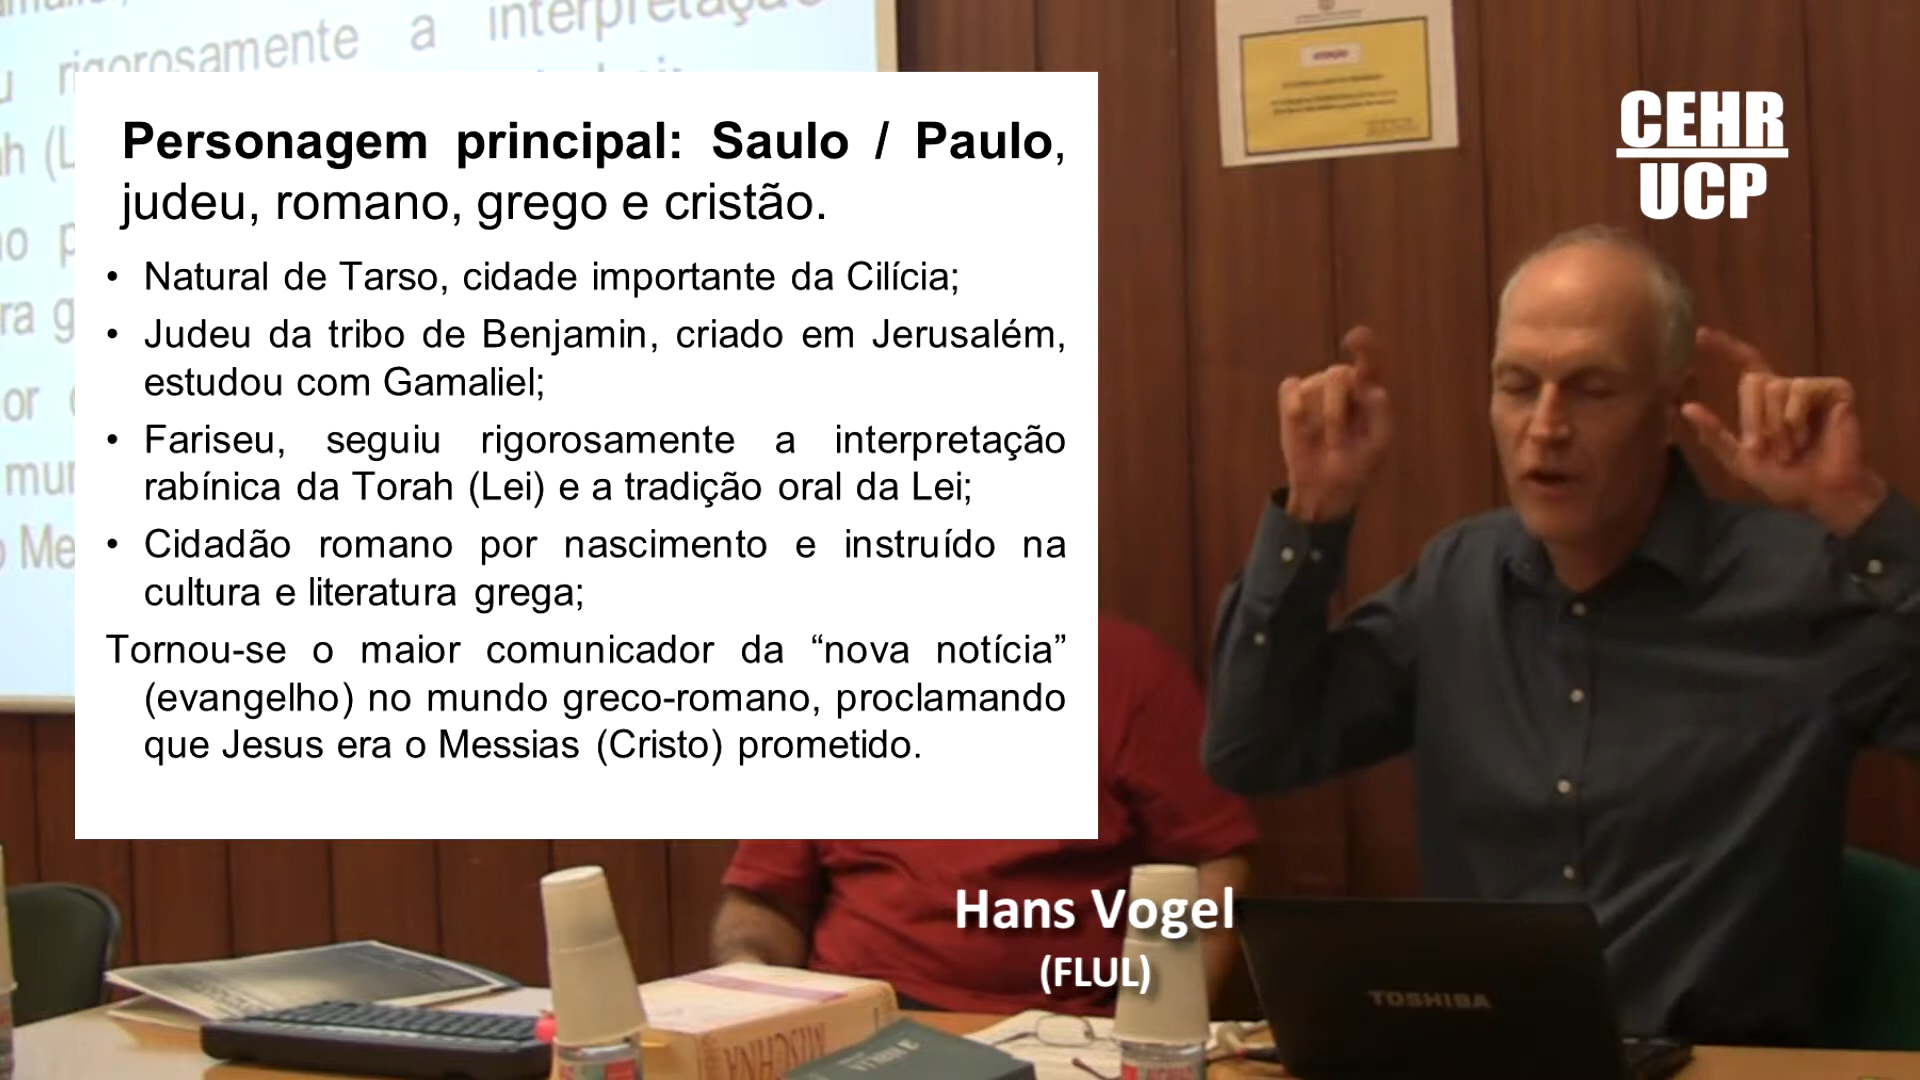 rigorosamente a interpretação
CEHR
UCP
Personagem principal: Saulo / Paulo,
judeu, romano, grego e cristão.
• Natural de Tarso, cidade importante da Cilícia;
• Judeu da tribo de Benjamin, criado em Jerusalém,
estudou com Gamaliel;
• Fariseu, seguiu rigorosamente a interpretação
rabínica da Torah (Lei) e a tradição oral da Lei;
• Cidadão romano por nascimento e instruído na
cultura e literatura grega;
Tornou-se o maior comunicador da “nova notícia”
(evangelho) no mundo greco-romano, proclamando
que Jesus era o Messias (Cristo) prometido.
Hans Vogel
(FLUL)
TOSHIBA
MISCHNA